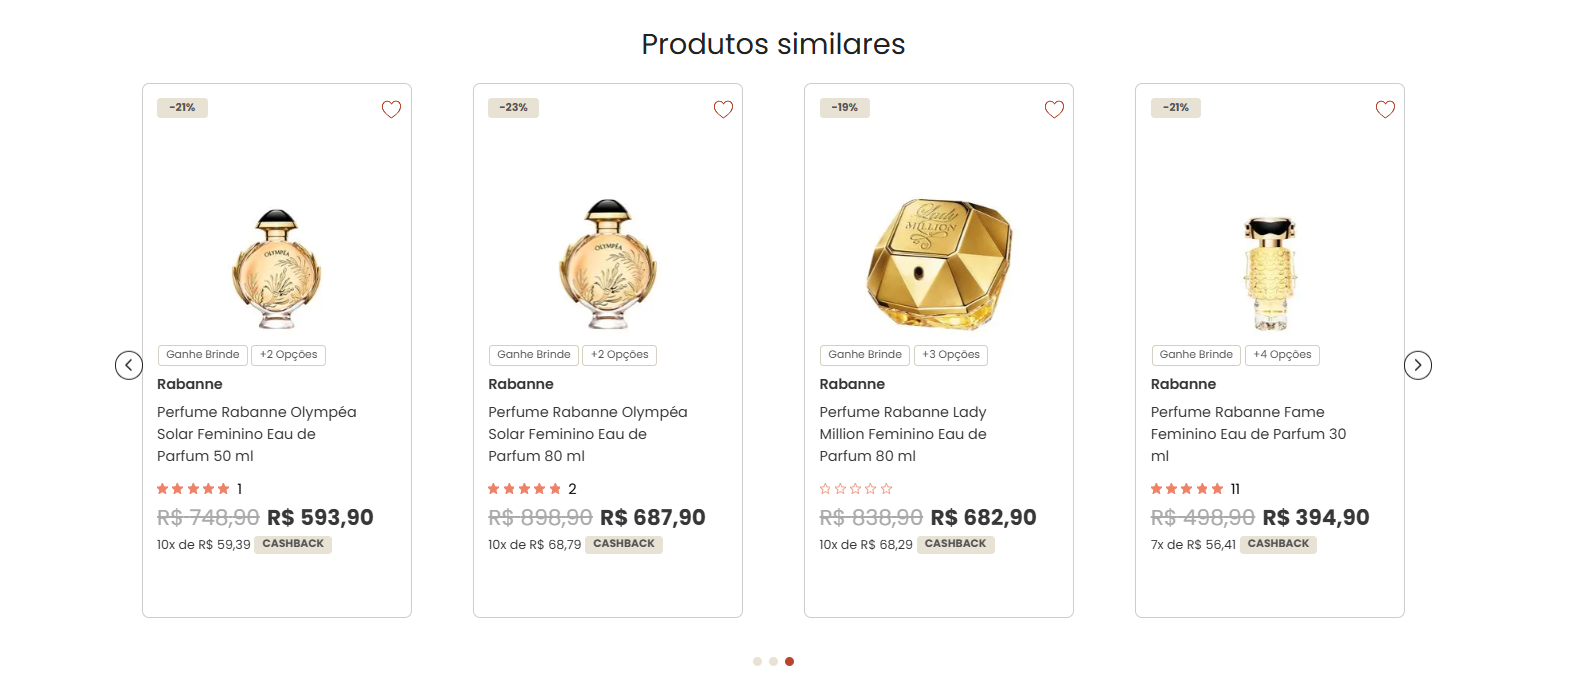 Produtos similares
-21%
OLYMPÉA
Ganhe Brinde
+2 Opções
Rabanne
Perfume Rabanne Olympéa
Solar Feminino Eau de
Parfum 50 ml
1
R$ 748,90 R$ 593,90
10x de R$ 59,39 CASHBACK
-23%
OLYMPÉA
Ganhe Brinde
+2 Opções
Rabanne
Perfume Rabanne Olympéa
Solar Feminino Eau de
Parfum 80 ml
2
R$ 898,90 R$ 687,90
10x de R$ 68,79 CASHBACK
-19%
Lady
MILLION
Ganhe Brinde
+3 Opções
Rabanne
Perfume Rabanne Lady
Million Feminino Eau de
Parfum 80 ml
R$ 838,90 R$ 682,90
10x de R$ 68,29 CASHBACK
-21%
Ganhe Brinde
+4 Opções
Rabanne
Perfume Rabanne Fame
Feminino Eau de Parfum 30
ml
11
R$ 498,90 R$ 394,90
7x de R$ 56,41 CASHBACK